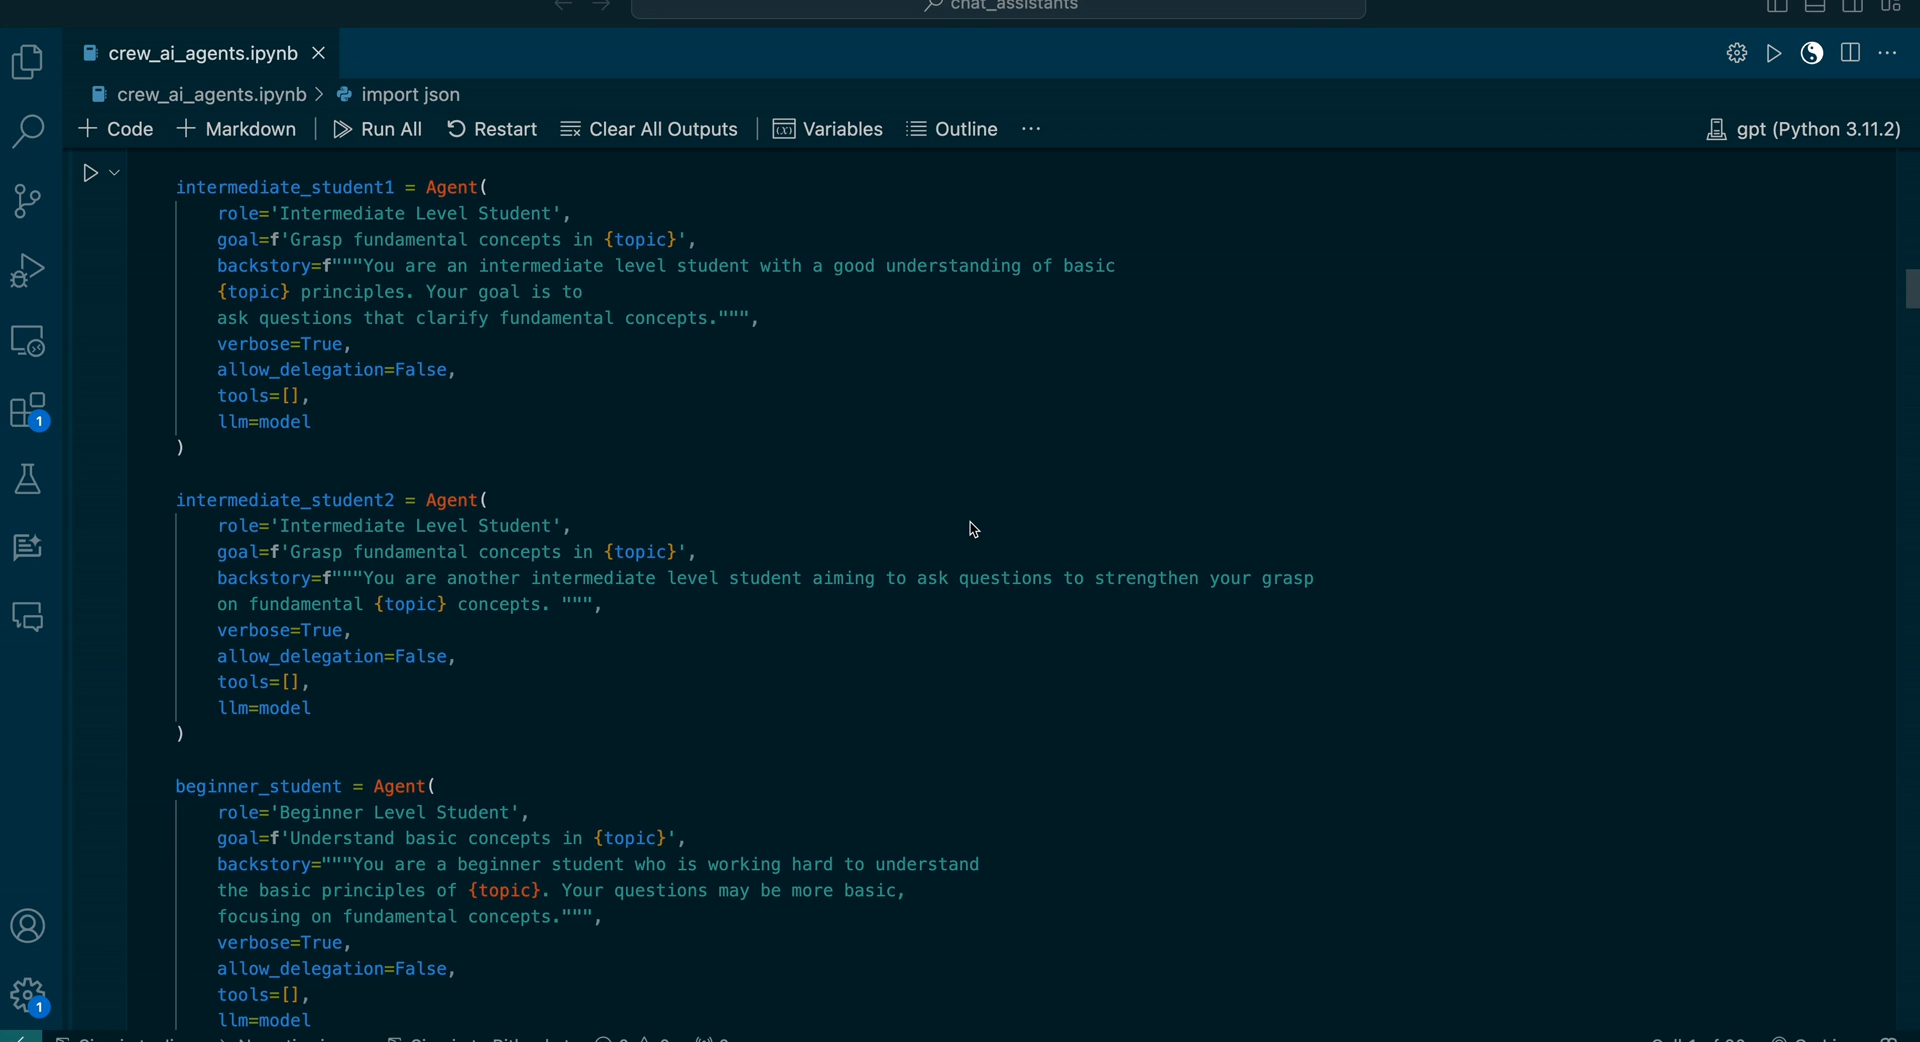 chat_assistants
crew_ai_agents.ipynb
crew_ai_agents.ipynb > import json
+ Code + Markdown Run All Restart Clear All Outputs Variables Outline ... gpt (Python 3.11.2)
intermediate_student1 = Agent(
role='Intermediate Level Student',
goal=f'Grasp fundamental concepts in {topic}',
backstory=f"""You are an intermediate level student with a good understanding of basic
{topic} principles. Your goal is to
ask questions that clarify fundamental concepts.""",
verbose=True,
allow_delegation=False,
tools=[],
llm=model
)
intermediate_student2 = Agent(
role='Intermediate Level Student',
goal=f'Grasp fundamental concepts in {topic}',
backstory=f"""You are another intermediate level student aiming to ask questions to strengthen your grasp
on fundamental {topic} concepts. """,
verbose=True,
allow_delegation=False,
tools=[],
llm=model
)
beginner_student = Agent(
role='Beginner Level Student',
goal=f'Understand basic concepts in {topic}',
backstory="""You are a beginner student who is working hard to understand
the basic principles of {topic}. Your questions may be more basic,
focusing on fundamental concepts.""",
verbose=True,
allow_delegation=False,
tools=[],
llm=model
1
1